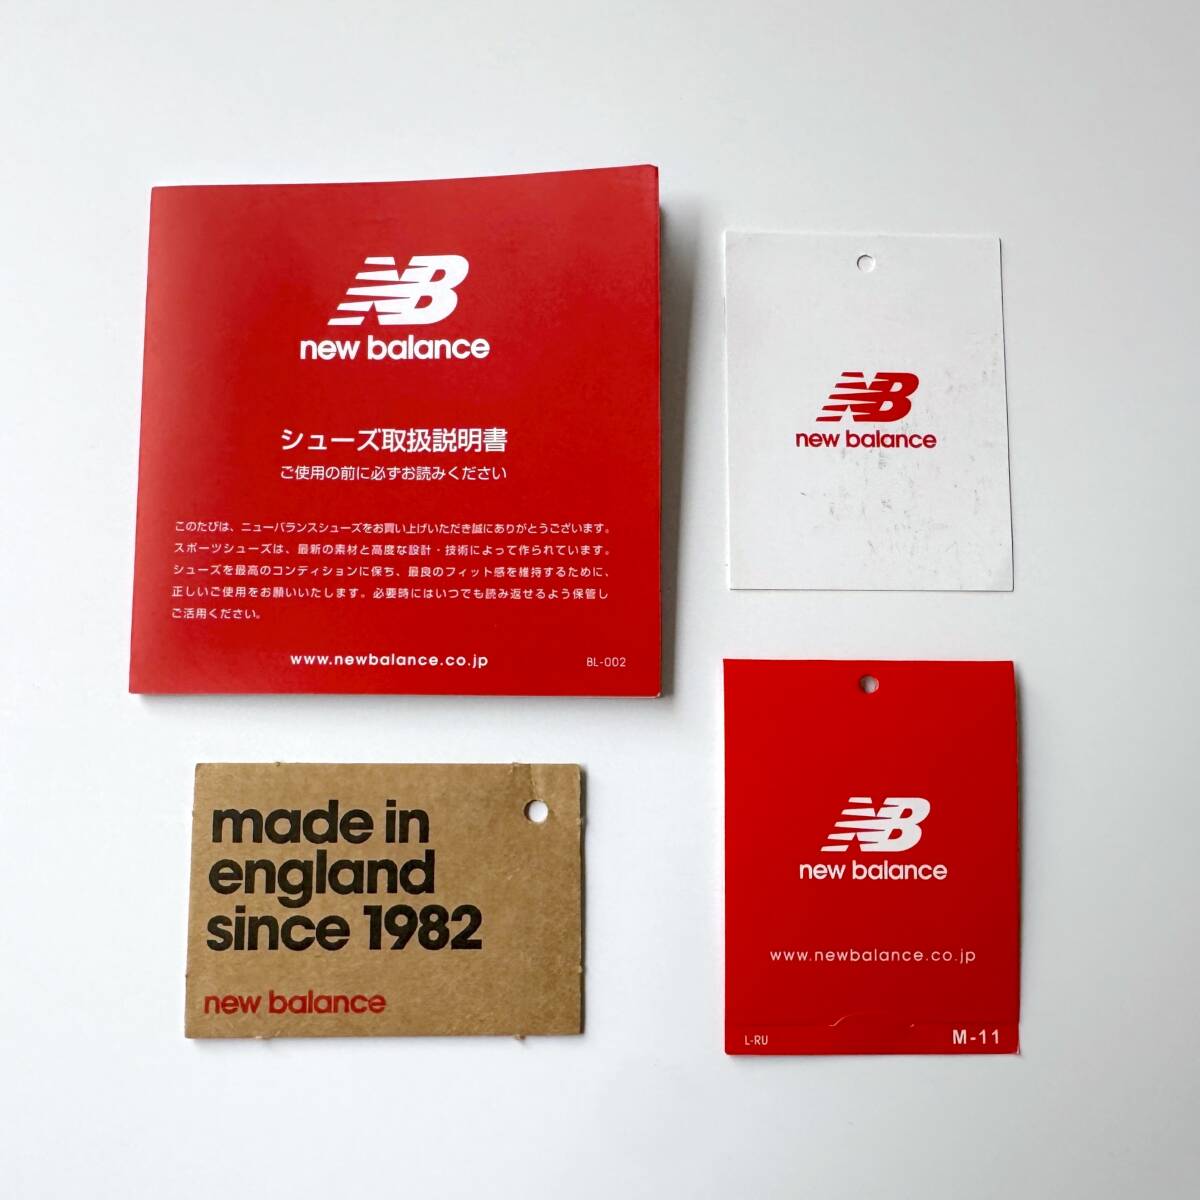 NB
new balance
シューズ取扱説明書
ご使用の前に必ずお読みください
このたびは、ニューバランスシューズをお買い上げいただき誠にありがとうございます。
スポーツシューズは、最新の素材と高度な設計・技術によって作られています。
シューズを最高のコンディションに保ち、最良のフィット感を維持するために、
正しいご使用をお願いいたします。必要時にはいつでも読み返せるよう保管し
ご活用ください。
www.newbalance.co.jp
BL-002
NB
new balance
made in
england
since 1982
new balance
NB
new balance
www.newbalance.co.jp
L-RU
M-11